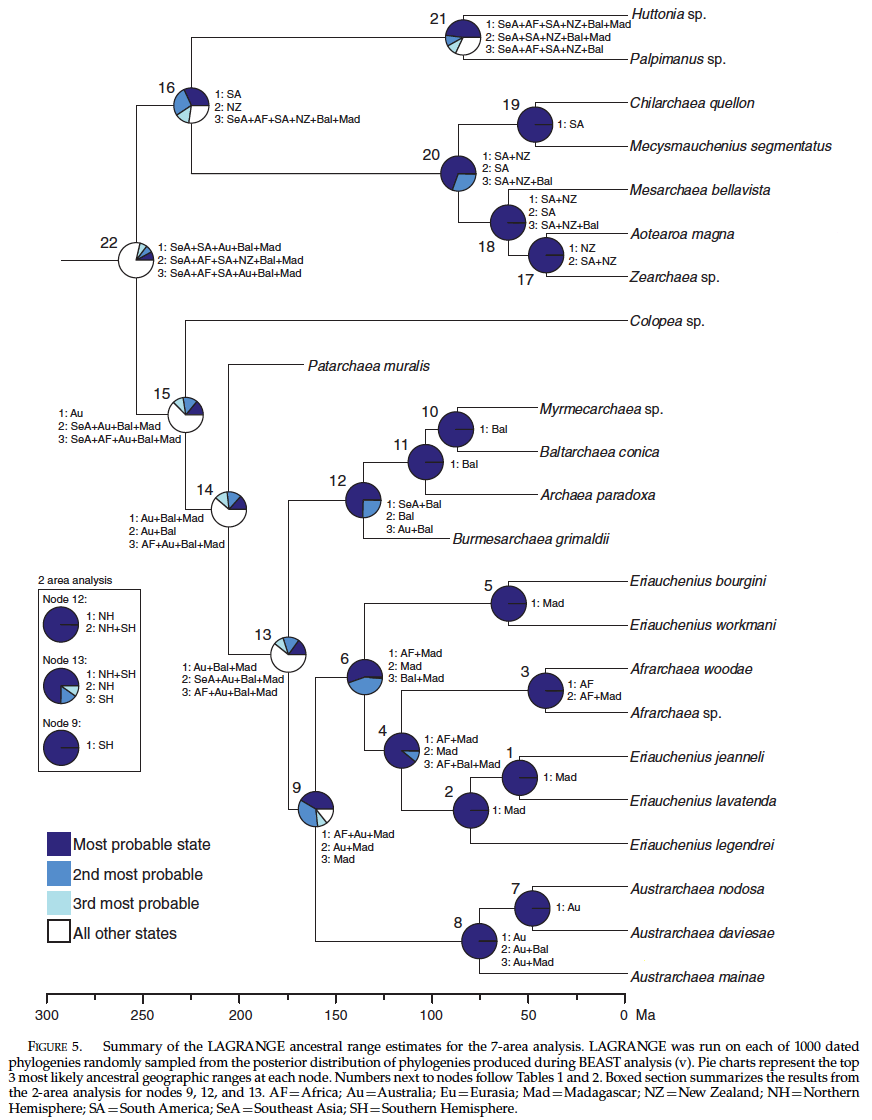 21
Huttonia sp.
1: SeA+AF+SA+NZ+Bal+Mad
2: SeA+SA+NZ+Bal+Mad
3: SeA+AF+SA+NZ+Bal
Palpimanus sp.
16
1: SA
2: NZ
3: SeA+AF+SA+NZ+Bal+Mad
19
Chilarchaea quellon
1: SA
Mecysmauchenius segmentatus
20
1: SA+NZ
2: SA
3: SA+NZ+Bal
Mesarchaea bellavista
1: SA+NZ
2: SA
3: SA+NZ+Bal
18
Aotearoa magna
1: NZ
2: SA+NZ
17
Zearchaea sp.
22
1: SeA+SA+Au+Bal+Mad
2: SeA+AF+SA+NZ+Bal+Mad
3: SeA+AF+SA+Au+Bal+Mad
Colopea sp.
Patarchaea muralis
15
1: Au
2: SeA+Au+Bal+Mad
3: SeA+AF+Au+Bal+Mad
10
Myrmecarchaea sp.
1: Bal
11
Baltarchaea conica
1: Bal
12
Archaea paradoxa
14
1: SeA+Bal
2: Bal
3: Au+Bal
1: Au+Bal+Mad
2: Au+Bal
3: AF+Au+Bal+Mad
Burmesarchaea grimaldii
2 area analysis
Node 12:
1: NH
2: NH+SH
Node 13:
1: NH+SH
2: NH
3: SH
Node 9:
1: SH
5
Eriauchenius bourgini
1: Mad
Eriauchenius workmani
13
1: Au+Bal+Mad
2: SeA+Au+Bal+Mad
3: AF+Au+Bal+Mad
6
1: AF+Mad
2: Mad
3: Bal+Mad
3
Afrarchaea woodae
1: AF
2: AF+Mad
Afrarchaea sp.
4
1: AF+Mad
2: Mad
3: AF+Bal+Mad
1
Eriauchenius jeanneli
1: Mad
2
Eriauchenius lavatenda
1: Mad
Eriauchenius legendrei
9
1: AF+Au+Mad
2: Au+Mad
3: Mad
Most probable state
2nd most probable
3rd most probable
All other states
7
Austrarchaea nodosa
1: Au
8
Austrarchaea daviesae
1: Au
2: Au+Bal
3: Au+Mad
Austrarchaea mainae
300 250 200 150 100 50 0 Ma
FIGURE 5. Summary of the LAGRANGE ancestral range estimates for the 7-area analysis. LAGRANGE was run on each of 1000 dated
phylogenies randomly sampled from the posterior distribution of phylogenies produced during BEAST analysis (v). Pie charts represent the top
3 most likely ancestral geographic ranges at each node. Numbers next to nodes follow Tables 1 and 2. Boxed section summarizes the results from
the 2-area analysis for nodes 9, 12, and 13. AF = Africa; Au = Australia; Eu = Eurasia; Mad = Madagascar; NZ = New Zealand; NH = Northern
Hemisphere; SA = South America; SeA = Southeast Asia; SH = Southern Hemisphere.